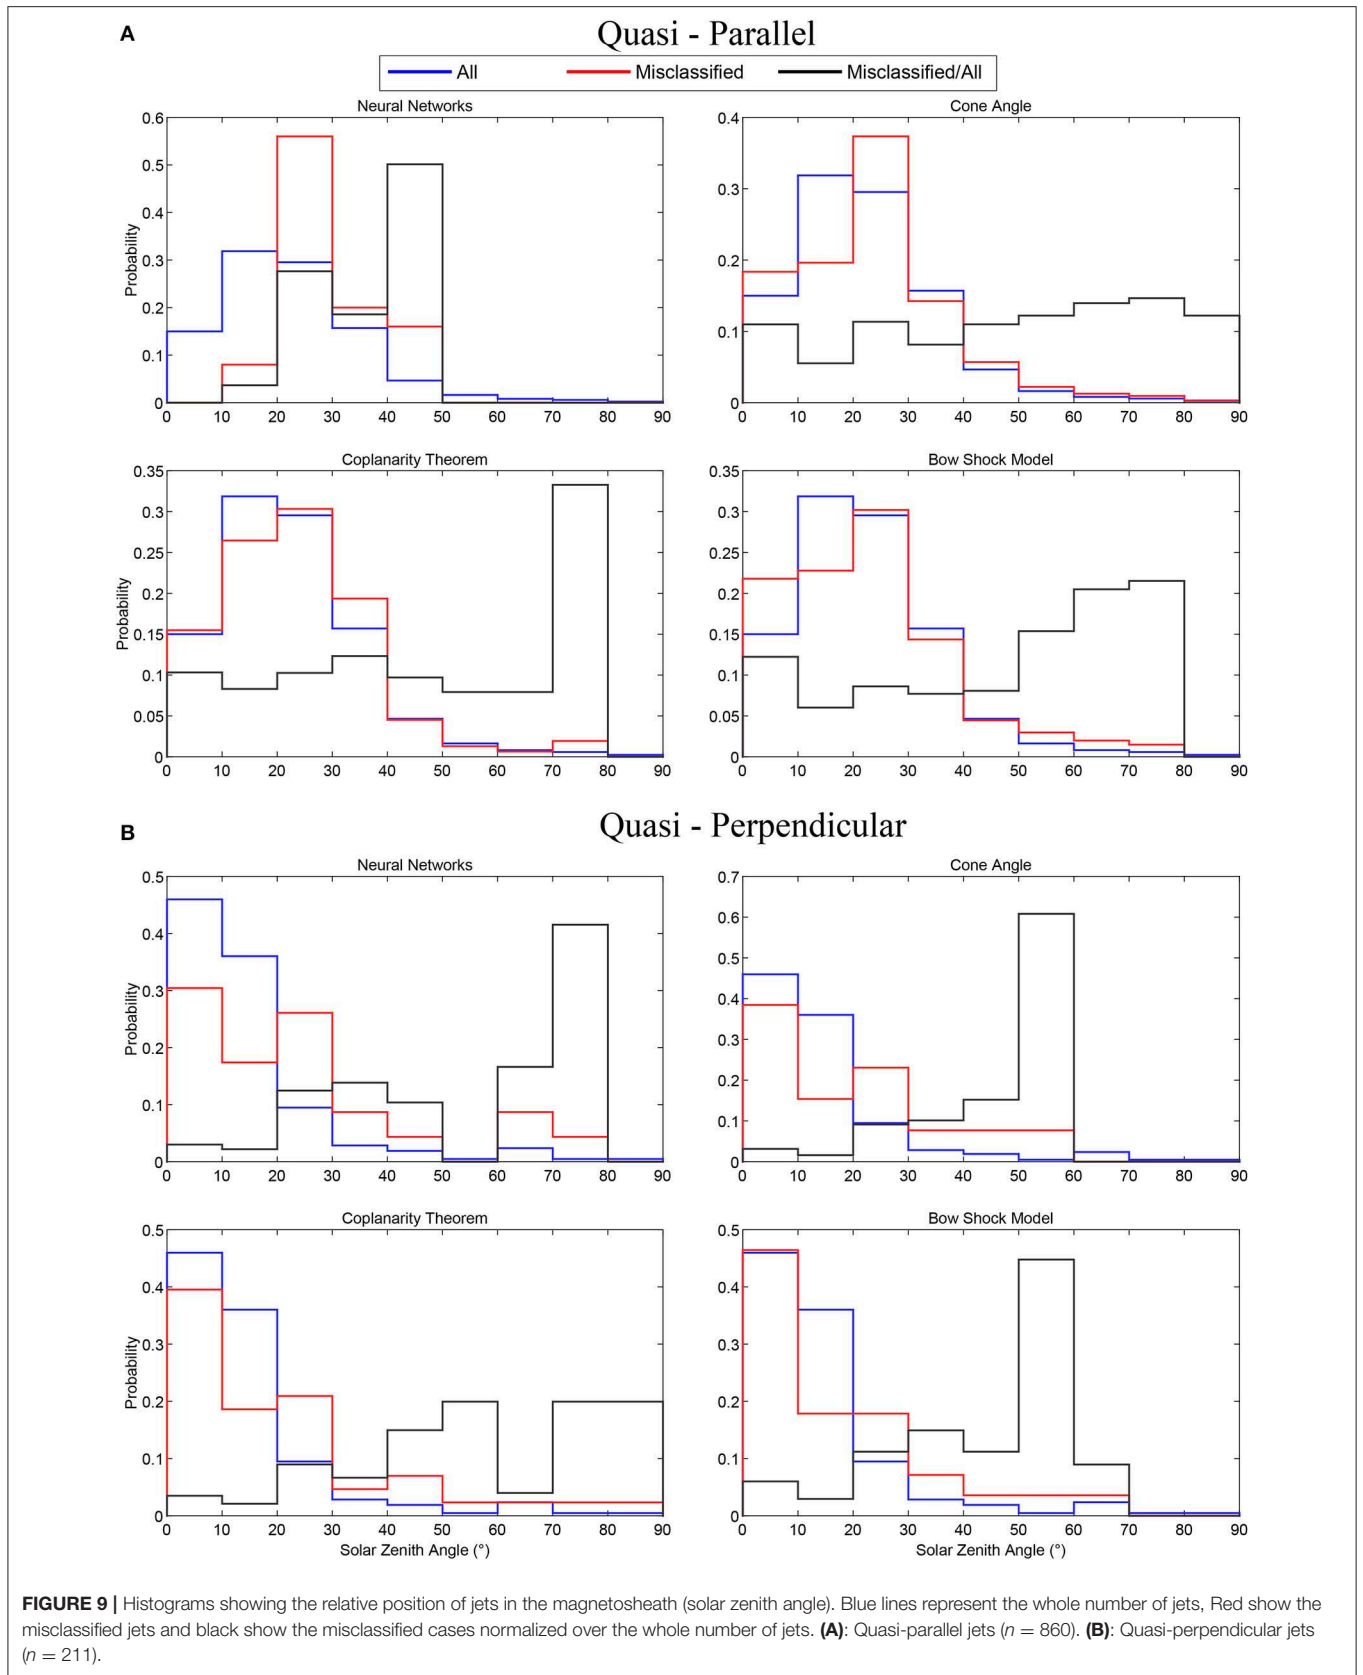 A
Quasi - Parallel
All Misclassified Misclassified/All
Neural Networks
Probability
0.6
0.5
0.4
0.3
0.2
0.1
0
0 10 20 30 40 50 60 70 80 90
Cone Angle
0.4
0.3
0.2
0.1
0
0 10 20 30 40 50 60 70 80 90
Coplanarity Theorem
Probability
0.35
0.3
0.25
0.2
0.15
0.1
0.05
0
0 10 20 30 40 50 60 70 80 90
Bow Shock Model
0.35
0.3
0.25
0.2
0.15
0.1
0.05
0
0 10 20 30 40 50 60 70 80 90
B
Quasi - Perpendicular
Neural Networks
Probability
0.5
0.4
0.3
0.2
0.1
0
0 10 20 30 40 50 60 70 80 90
Cone Angle
0.7
0.6
0.5
0.4
0.3
0.2
0.1
0
0 10 20 30 40 50 60 70 80 90
Coplanarity Theorem
Probability
0.5
0.4
0.3
0.2
0.1
0
0 10 20 30 40 50 60 70 80 90
Solar Zenith Angle (°)
Bow Shock Model
0.5
0.4
0.3
0.2
0.1
0
0 10 20 30 40 50 60 70 80 90
Solar Zenith Angle (°)
FIGURE 9 | Histograms showing the relative position of jets in the magnetosheath (solar zenith angle). Blue lines represent the whole number of jets, Red show the
misclassified jets and black show the misclassified cases normalized over the whole number of jets. (A): Quasi-parallel jets (n = 860). (B): Quasi-perpendicular jets
(n = 211).